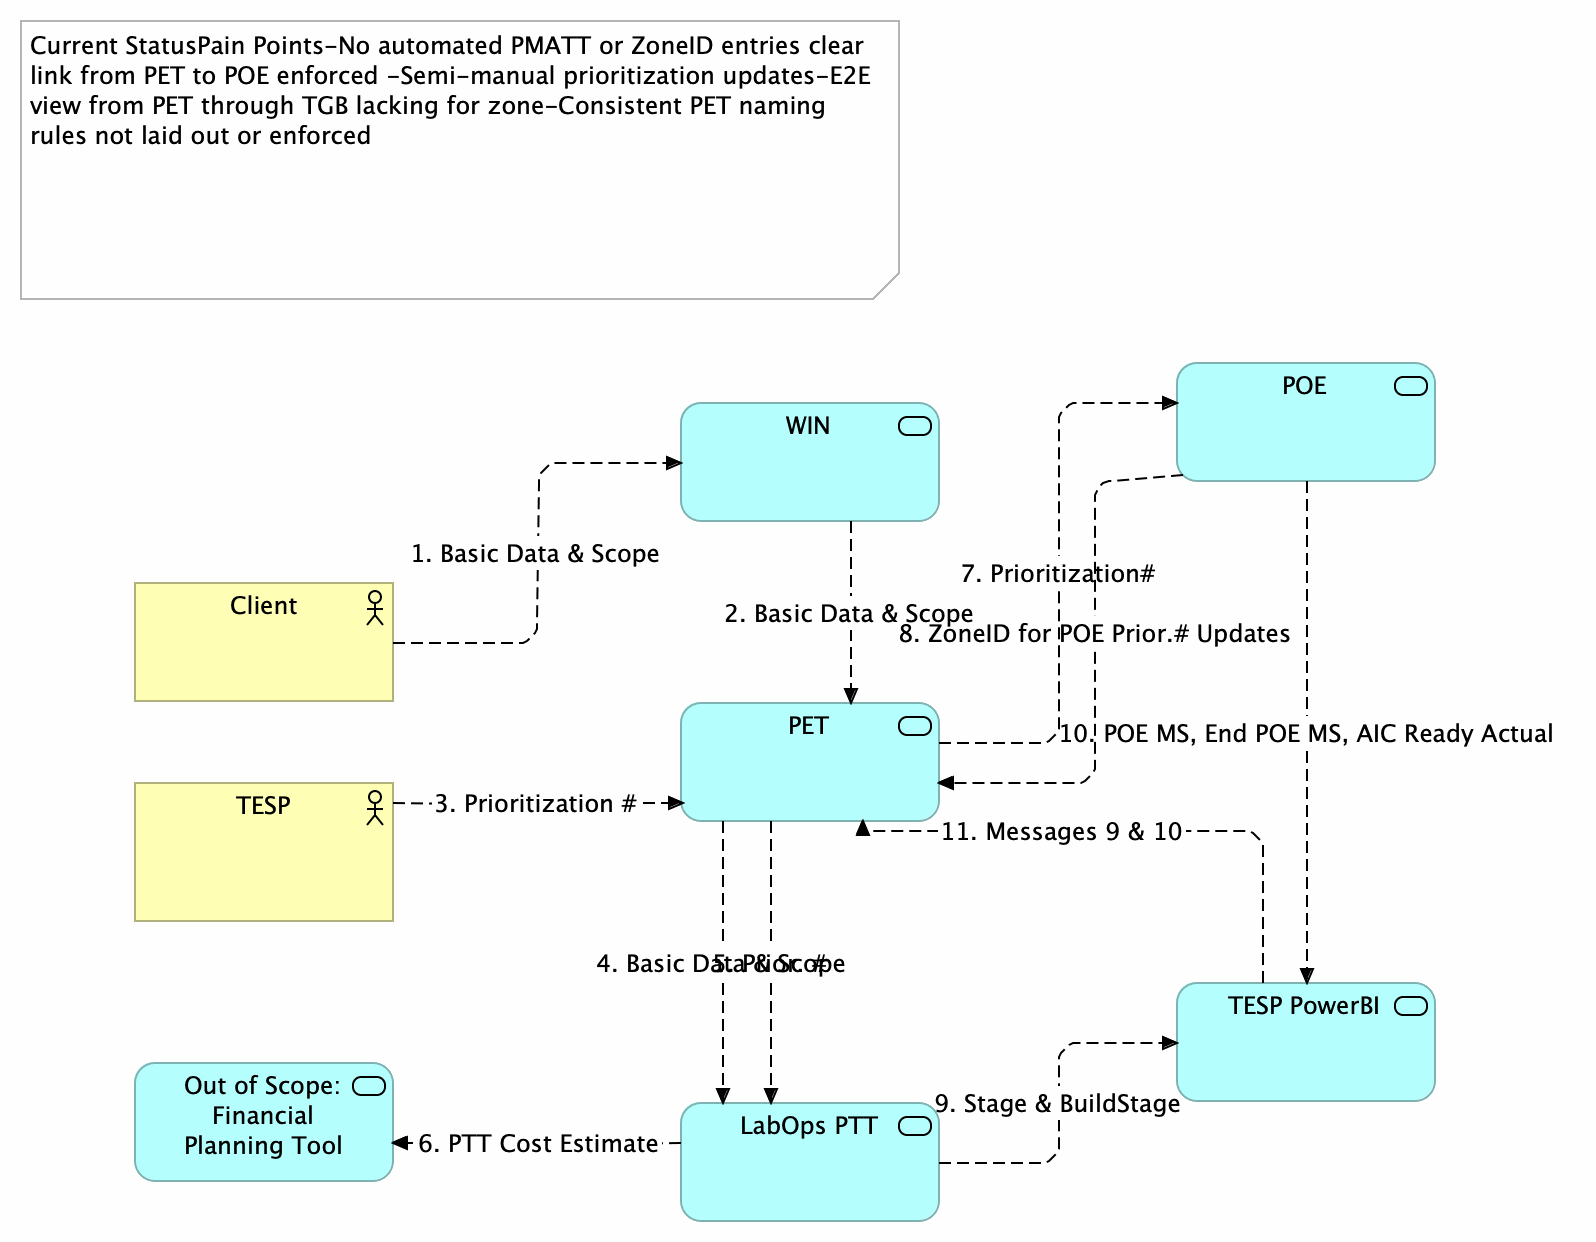 Current StatusPain Points–No automated PMATT or ZoneID entries clear
link from PET to POE enforced –Semi–manual prioritization updates–E2E
view from PET through TGB lacking for zone–Consistent PET naming
rules not laid out or enforced
POE
WIN
1. Basic Data & Scope
7. Prioritization#
Client
2. Basic Data & Scope
8. ZoneID for POE Prior.# Updates
PET
10. POE MS, End POE MS, AIC Ready Actual
TESP
3. Prioritization #
11. Messages 9 & 10
4. Basic Data & Scope
5. Prior. #
TESP PowerBI
Out of Scope:
Financial
Planning Tool
9. Stage & BuildStage
LabOps PTT
6. PTT Cost Estimate